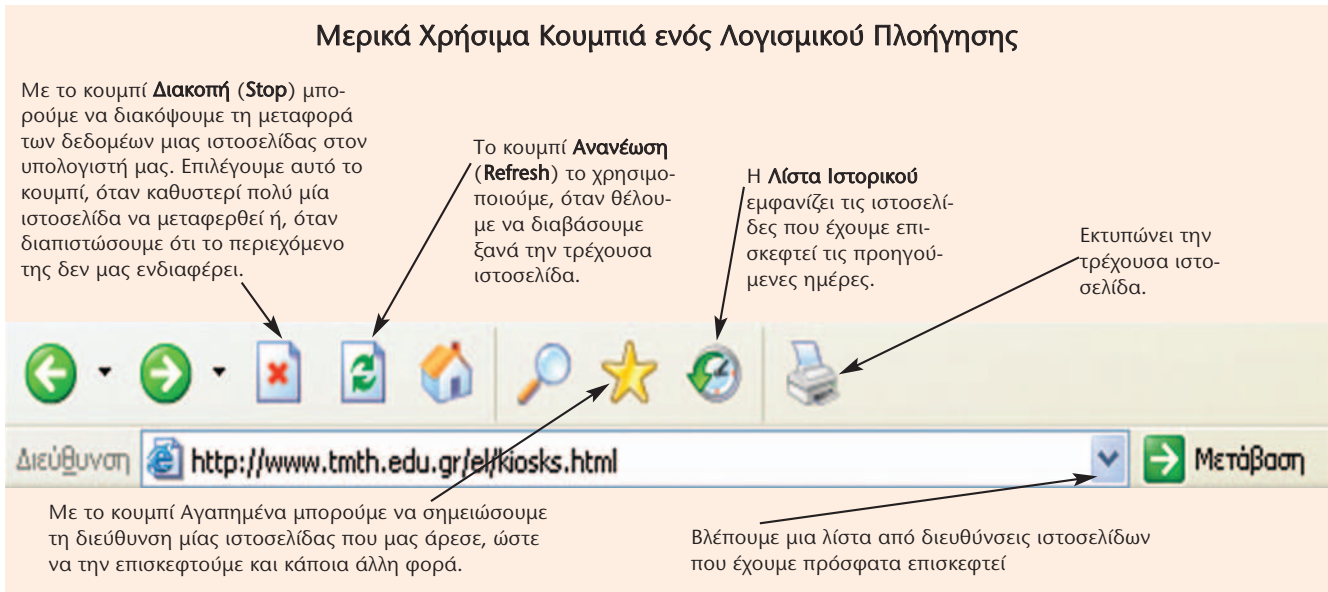 Μερικά Χρήσιμα Κουμπιά ενός Λογισμικού Πλοήγησης
Με το κουμπί Διακοπή (Stop) μπο-
ρούμε να διακόψουμε τη μεταφορά
των δεδομέων μιας ιστοσελίδας στον
υπολογιστή μας. Επιλέγουμε αυτό το
κουμπί, όταν καθυστερί πολύ μία
ιστοσελίδα να μεταφερθεί ή, όταν
διαπιστώσουμε ότι το περιεχόμενο
της δεν μας ενδιαφέρει.
Το κουμπί Ανανέωση
(Refresh) το χρησιμο-
ποιούμε, όταν θέλου-
με να διαβάσουμε
ξανά την τρέχουσα
ιστοσελίδα.
Η Λίστα Ιστορικού
εμφανίζει τις ιστοσελί-
δες που έχουμε επι-
σκεφτεί τις προηγού-
μενες ημέρες.
Εκτυπώνει την
τρέχουσα ιστο-
σελίδα.
Διεύθυνση http://www.tmth.edu.gr/el/kiosks.html Μετάβαση
Με το κουμπί Αγαπημένα μπορούμε να σημειώσουμε
τη διεύθυνση μίας ιστοσελίδας που μας άρεσε, ώστε
να την επισκεφτούμε και κάποια άλλη φορά.
Βλέπουμε μια λίστα από διευθύνσεις ιστοσελίδων
που έχουμε πρόσφατα επισκεφτεί